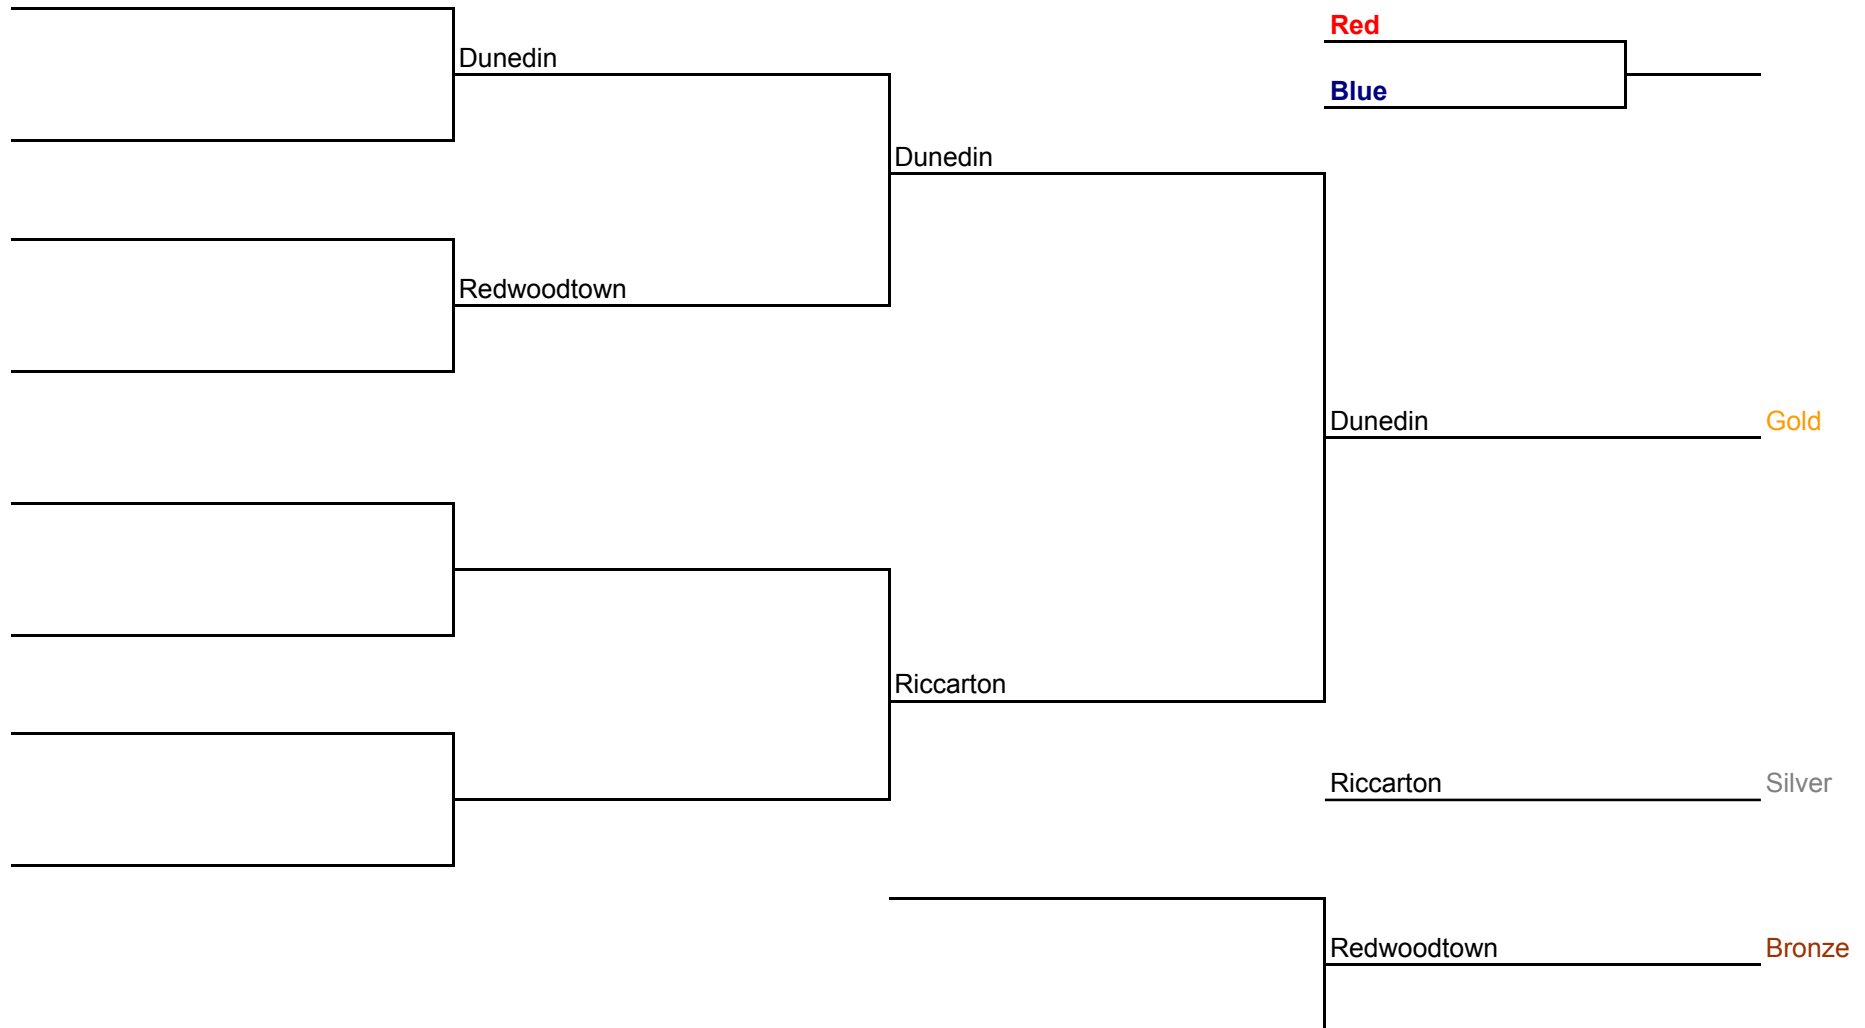 Red
Dunedin
Blue
Dunedin
Redwoodtown
Dunedin Gold
Riccarton
Riccarton Silver
Redwoodtown Bronze